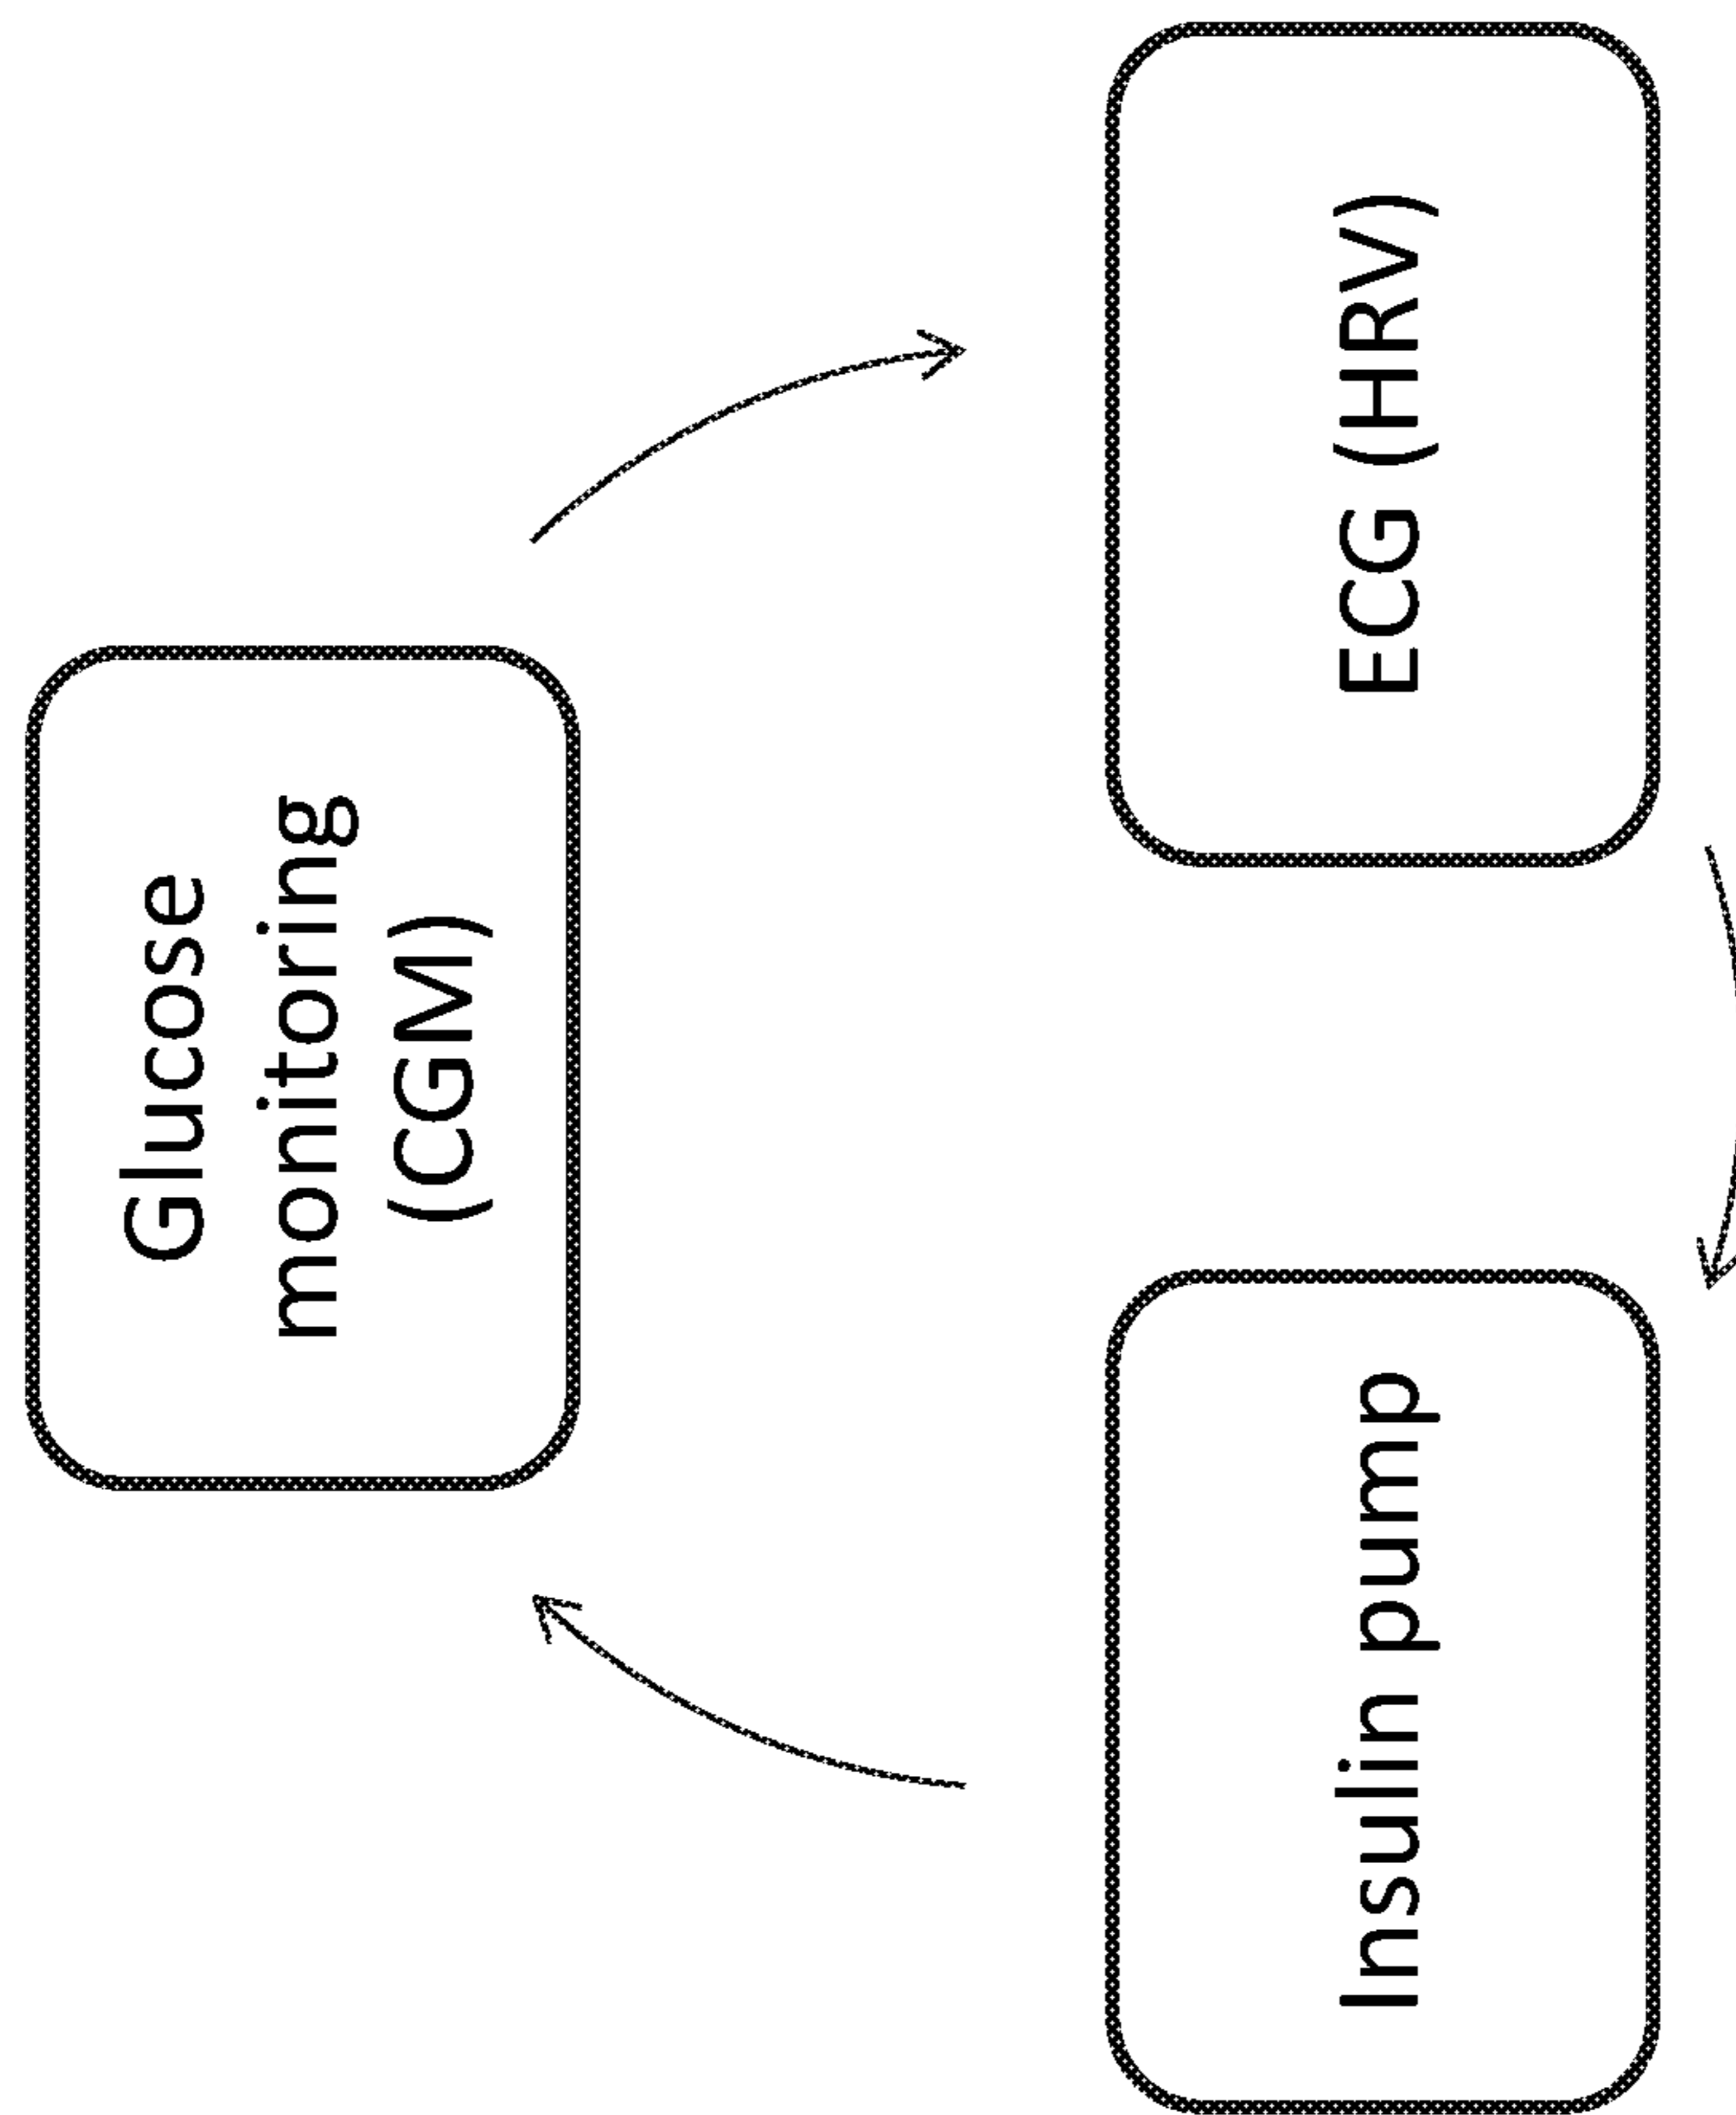 Glucose
monitoring
(CGM)
ECG (HRV)
Insulin pump